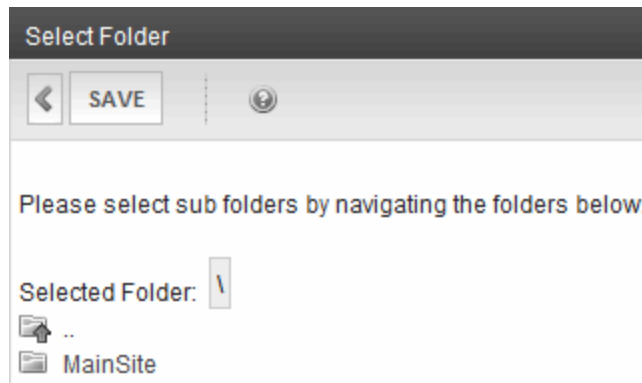 Select Folder
SAVE
Please select sub folders by navigating the folders below
Selected Folder: \
..
MainSite